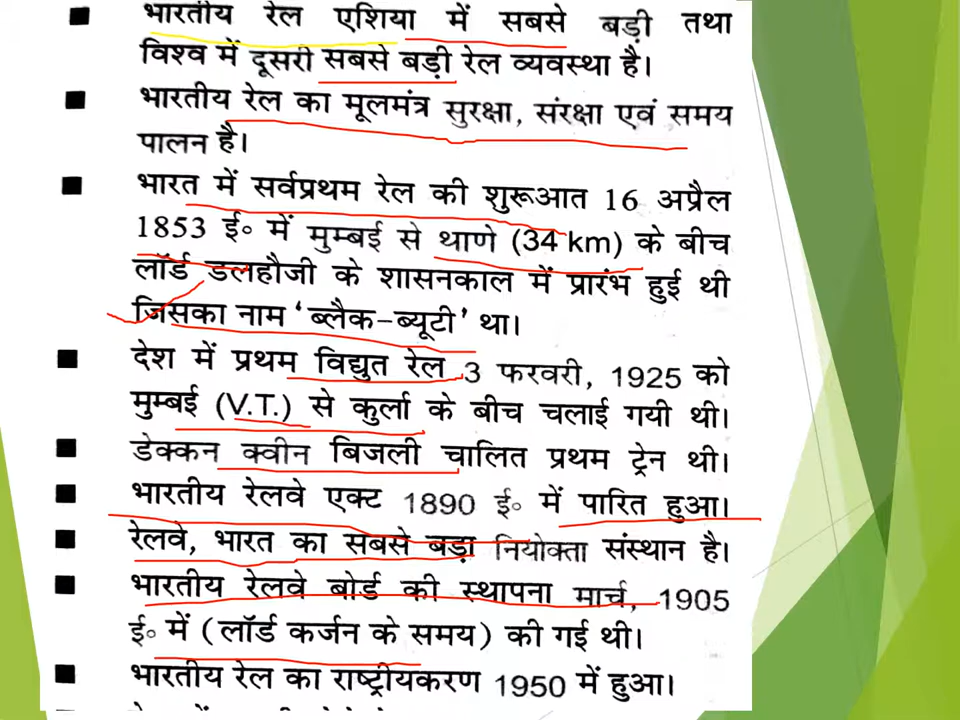 ■ भारतीय रेल एशिया में सबसे बड़ी तथा
विश्व में दूसरी सबसे बड़ी रेल व्यवस्था है।
■ भारतीय रेल का मूलमंत्र सुरक्षा, संरक्षा एवं समय
पालन है।
■ भारत में सर्वप्रथम रेल की शुरूआत 16 अप्रैल
1853 ई॰ में मुम्बई से थाणे (34 km) के बीच
लॉर्ड डलहौजी के शासनकाल में प्रारंभ हुई थी
जिसका नाम ‘ब्लैक-ब्यूटी’ था।
■ देश में प्रथम विद्युत रेल 3 फरवरी, 1925 को
मुम्बई (V.T.) से कुर्ला के बीच चलाई गयी थी।
■ डेक्कन क्वीन बिजली चालित प्रथम ट्रेन थी।
■ भारतीय रेलवे एक्ट 1890 ई॰ में पारित हुआ।
■ रेलवे, भारत का सबसे बड़ा नियोक्ता संस्थान है।
■ भारतीय रेलवे बोर्ड की स्थापना मार्च, 1905
ई॰ में (लॉर्ड कर्जन के समय) की गई थी।
■ भारतीय रेल का राष्ट्रीयकरण 1950 में हुआ।